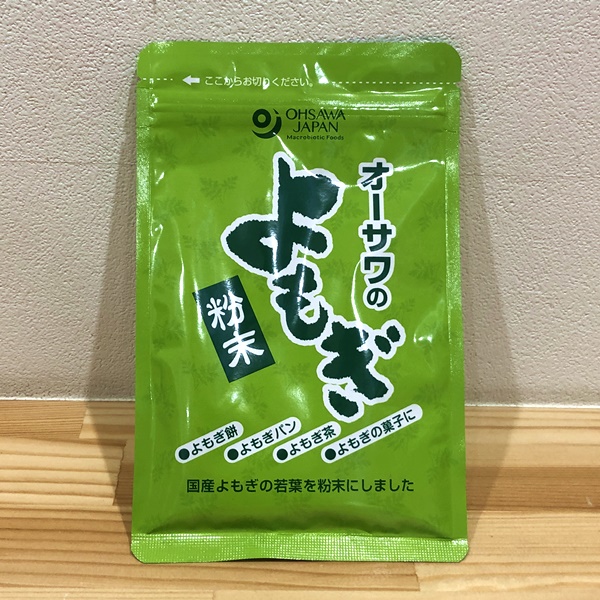 ここからお切りください。
OHSAWA
JAPAN
Macrobiotic Foods
オーサワの
よもぎ
粉末
●よもぎ餅
●よもぎパン
●よもぎ茶
●よもぎの菓子に
国産よもぎの若葉を粉末にしました